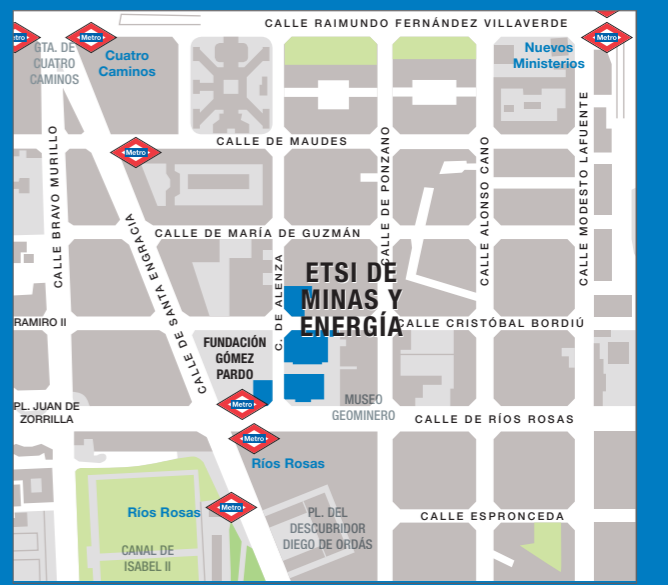 CALLE RAIMUNDO FERNÁNDEZ VILLAVERDE
Metro
Metro
Metro
GTA. DE
CUATRO
CAMINOS
Cuatro
Caminos
Nuevos
Ministerios
CALLE DE MAUDES
Metro
CALLE BRAVO MURILLO
CALLE DE SANTA ENGRACIA
CALLE DE PONZANO
CALLE ALONSO CANO
CALLE MODESTO LAFUENTE
CALLE DE MARÍA DE GUZMÁN
C. DE ALENZA
ETSI DE
MINAS Y
ENERGÍA
RAMIRO II
CALLE CRISTÓBAL BORDIÚ
FUNDACIÓN
GÓMEZ
PARDO
PL. JUAN DE
ZORRILLA
Metro
MUSEO
GEOMINERO
CALLE DE RÍOS ROSAS
Metro
Ríos Rosas
Ríos Rosas
Metro
PL. DEL
DESCUBRIDOR
DIEGO DE ORDÁS
CALLE ESPRONCEDA
CANAL DE
ISABEL II